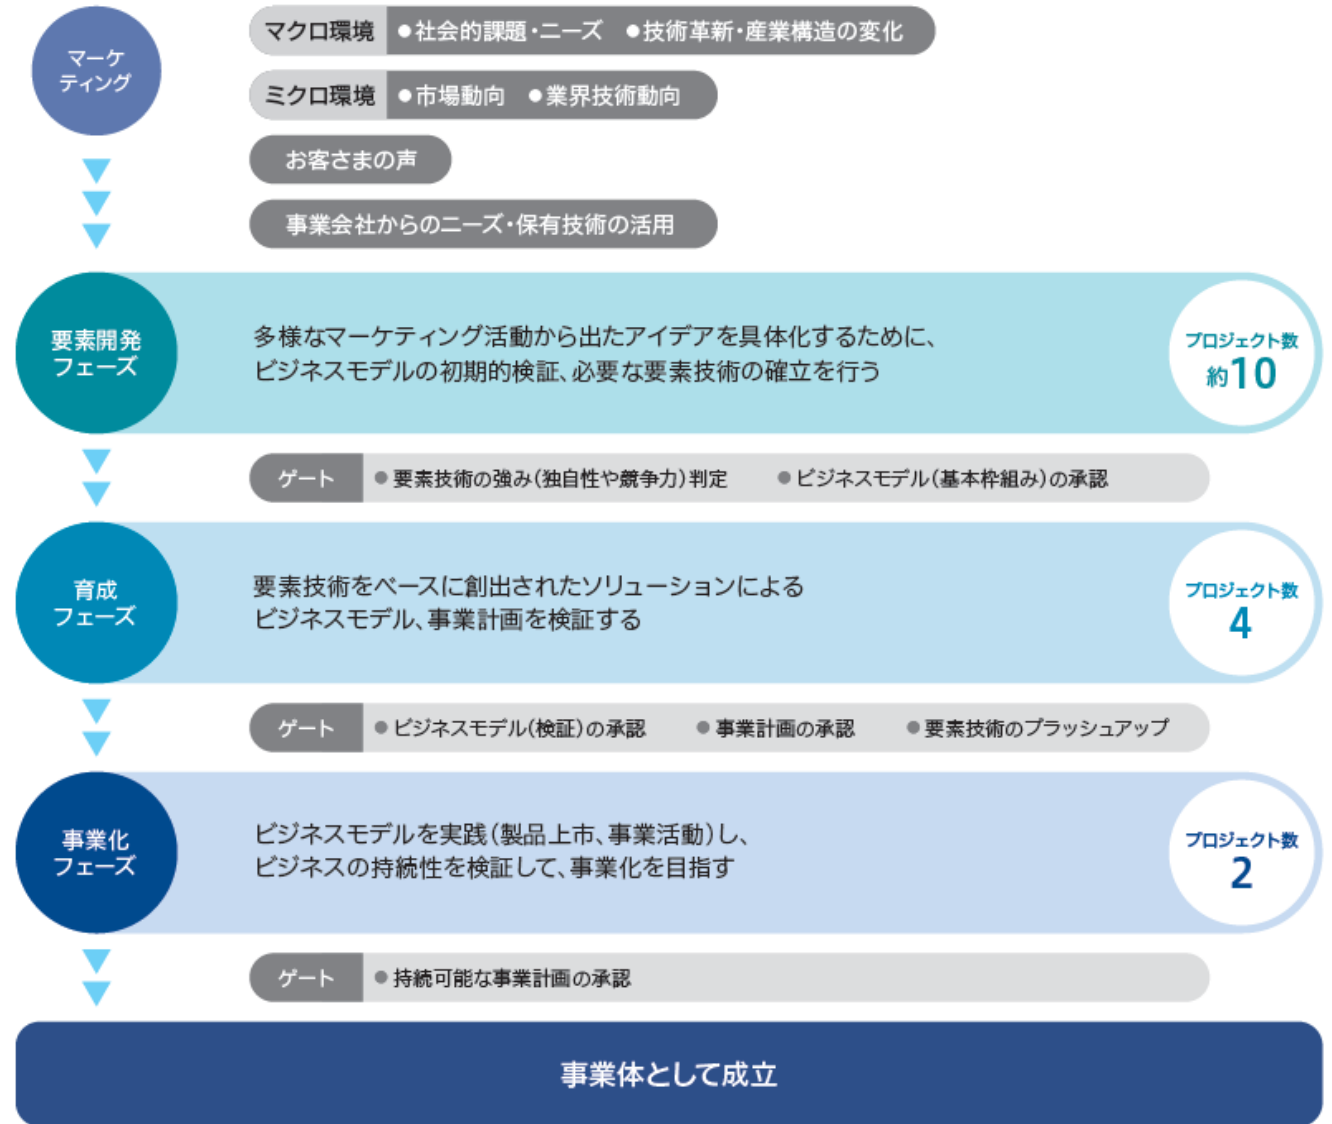 マーケ
ティング
マクロ環境 ●社会的課題・ニーズ ●技術革新・産業構造の変化
ミクロ環境 ●市場動向 ●業界技術動向
お客さまの声
事業会社からのニーズ・保有技術の活用
要素開発
フェーズ
多様なマーケティング活動から出たアイデアを具体化するために、
ビジネスモデルの初期的検証、必要な要素技術の確立を行う
プロジェクト数
約10
ゲート ●要素技術の強み(独自性や競争力)判定 ●ビジネスモデル(基本枠組み)の承認
育成
フェーズ
要素技術をベースに創出されたソリューションによる
ビジネスモデル、事業計画を検証する
プロジェクト数
4
ゲート ●ビジネスモデル(検証)の承認 ●事業計画の承認 ●要素技術のブラッシュアップ
事業化
フェーズ
ビジネスモデルを実践(製品上市、事業活動)し、
ビジネスの持続性を検証して、事業化を目指す
プロジェクト数
2
ゲート ●持続可能な事業計画の承認
事業体として成立